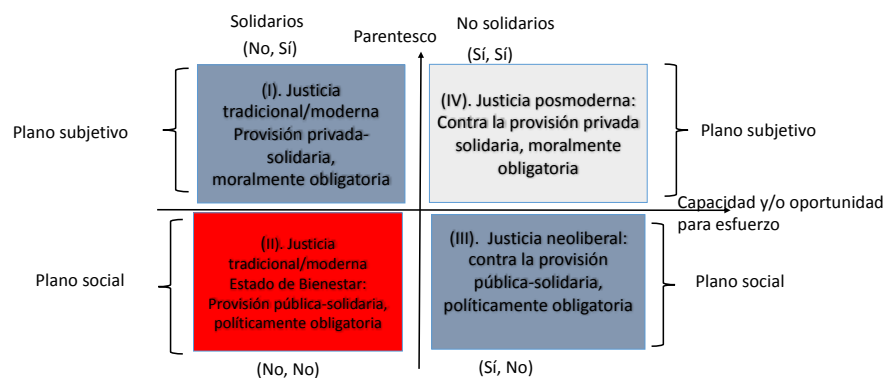 Solidarios
No solidarios
Parentesco
(No, Sí)
(Sí, Sí)
(I). Justicia
tradicional/moderna
Provisión privada-
solidaria,
moralmente obligatoria
(IV). Justicia posmoderna:
Contra la provisión privada
solidaria, moralmente
obligatoria
Plano subjetivo
Plano subjetivo
Capacidad y/o oportunidad
para esfuerzo
(II). Justicia
tradicional/moderna
Estado de Bienestar:
Provisión pública-solidaria,
políticamente obligatoria
(III). Justicia neoliberal:
contra la provisión
pública-solidaria,
políticamente obligatoria
Plano social
Plano social
(No, No)
(Sí, No)